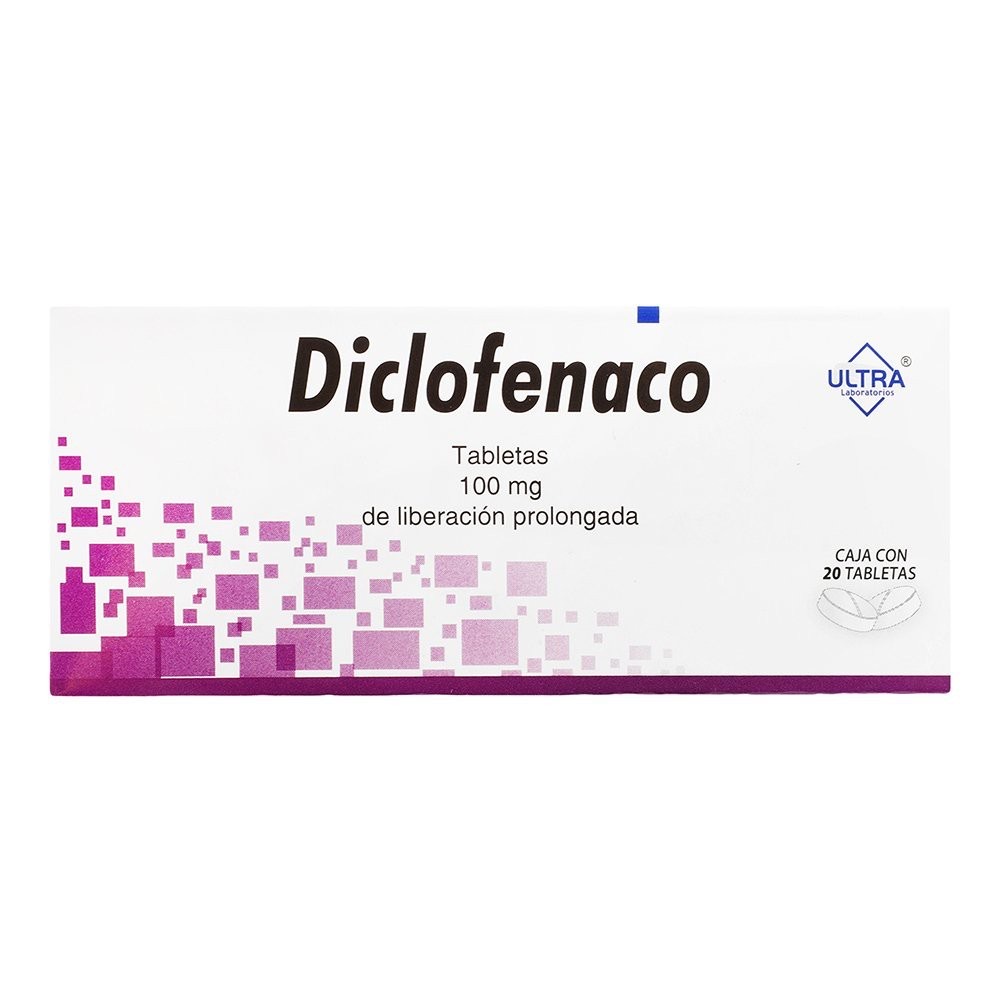 Diclofenaco
ULTRA®
Laboratorios
Tabletas
100 mg
de liberación prolongada
CAJA CON
20 TABLETAS